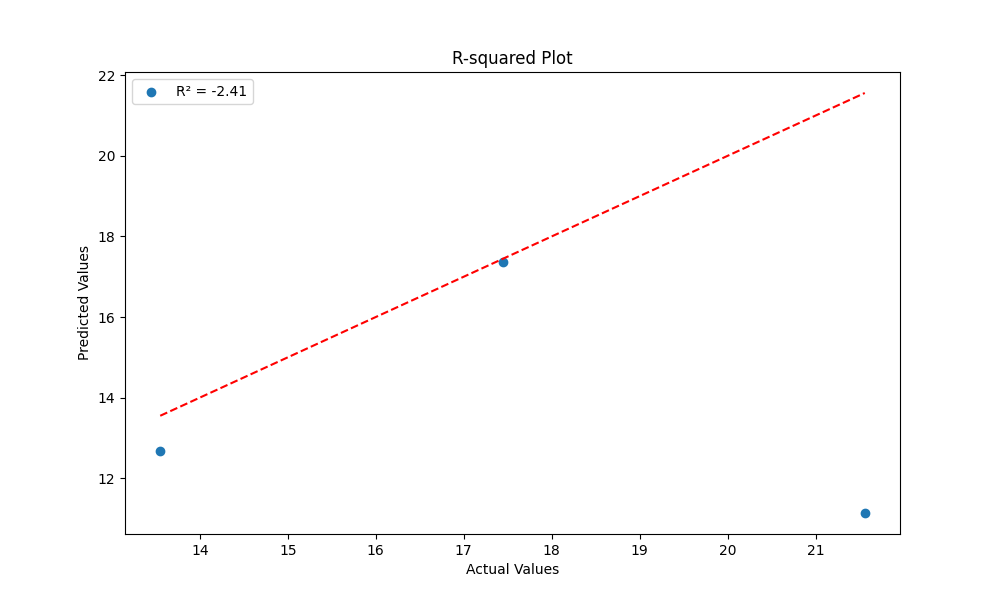 R-squared Plot
R² = -2.41
22
20
18
16
14
12
Predicted Values
14 15 16 17 18 19 20 21
Actual Values